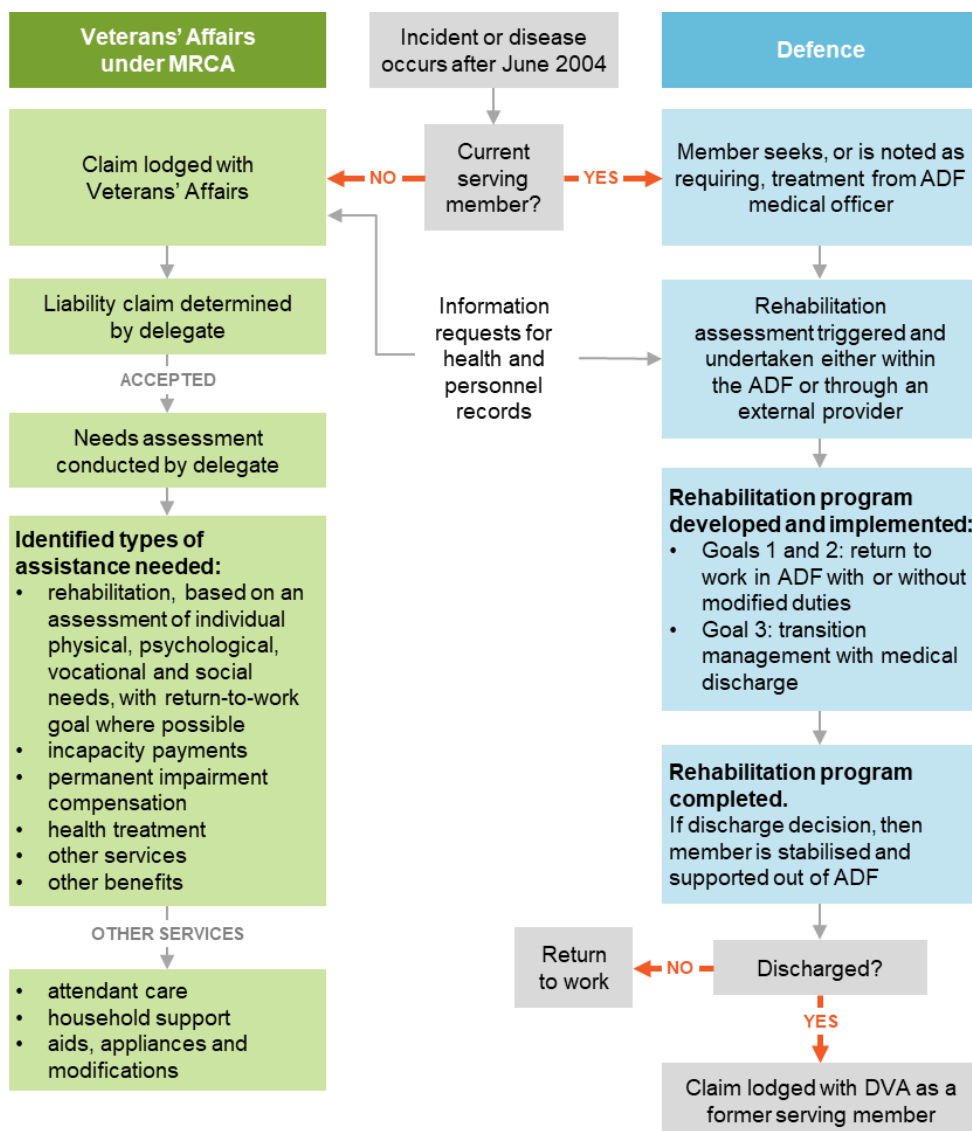 Veterans’ Affairs
under MRCA
Incident or disease
occurs after June 2004
Defence
Claim lodged with
Veterans’ Affairs
NO
Current
serving
member?
YES
Member seeks, or is noted as
requiring, treatment from ADF
medical officer
Liability claim determined
by delegate
Information
requests for
health and
personnel
records
Rehabilitation
assessment triggered and
undertaken either within
the ADF or through an
external provider
ACCEPTED
Needs assessment
conducted by delegate
Identified types of
assistance needed:
• rehabilitation, based on an
assessment of individual
physical, psychological,
vocational and social
needs, with return-to-work
goal where possible
• incapacity payments
• permanent impairment
compensation
• health treatment
• other services
• other benefits
Rehabilitation program
developed and implemented:
• Goals 1 and 2: return to
work in ADF with or without
modified duties
• Goal 3: transition
management with medical
discharge
Rehabilitation program
completed.
If discharge decision, then
member is stabilised and
supported out of ADF
OTHER SERVICES
• attendant care
• household support
• aids, appliances and
modifications
Return
to work
NO
Discharged?
YES
Claim lodged with DVA as a
former serving member